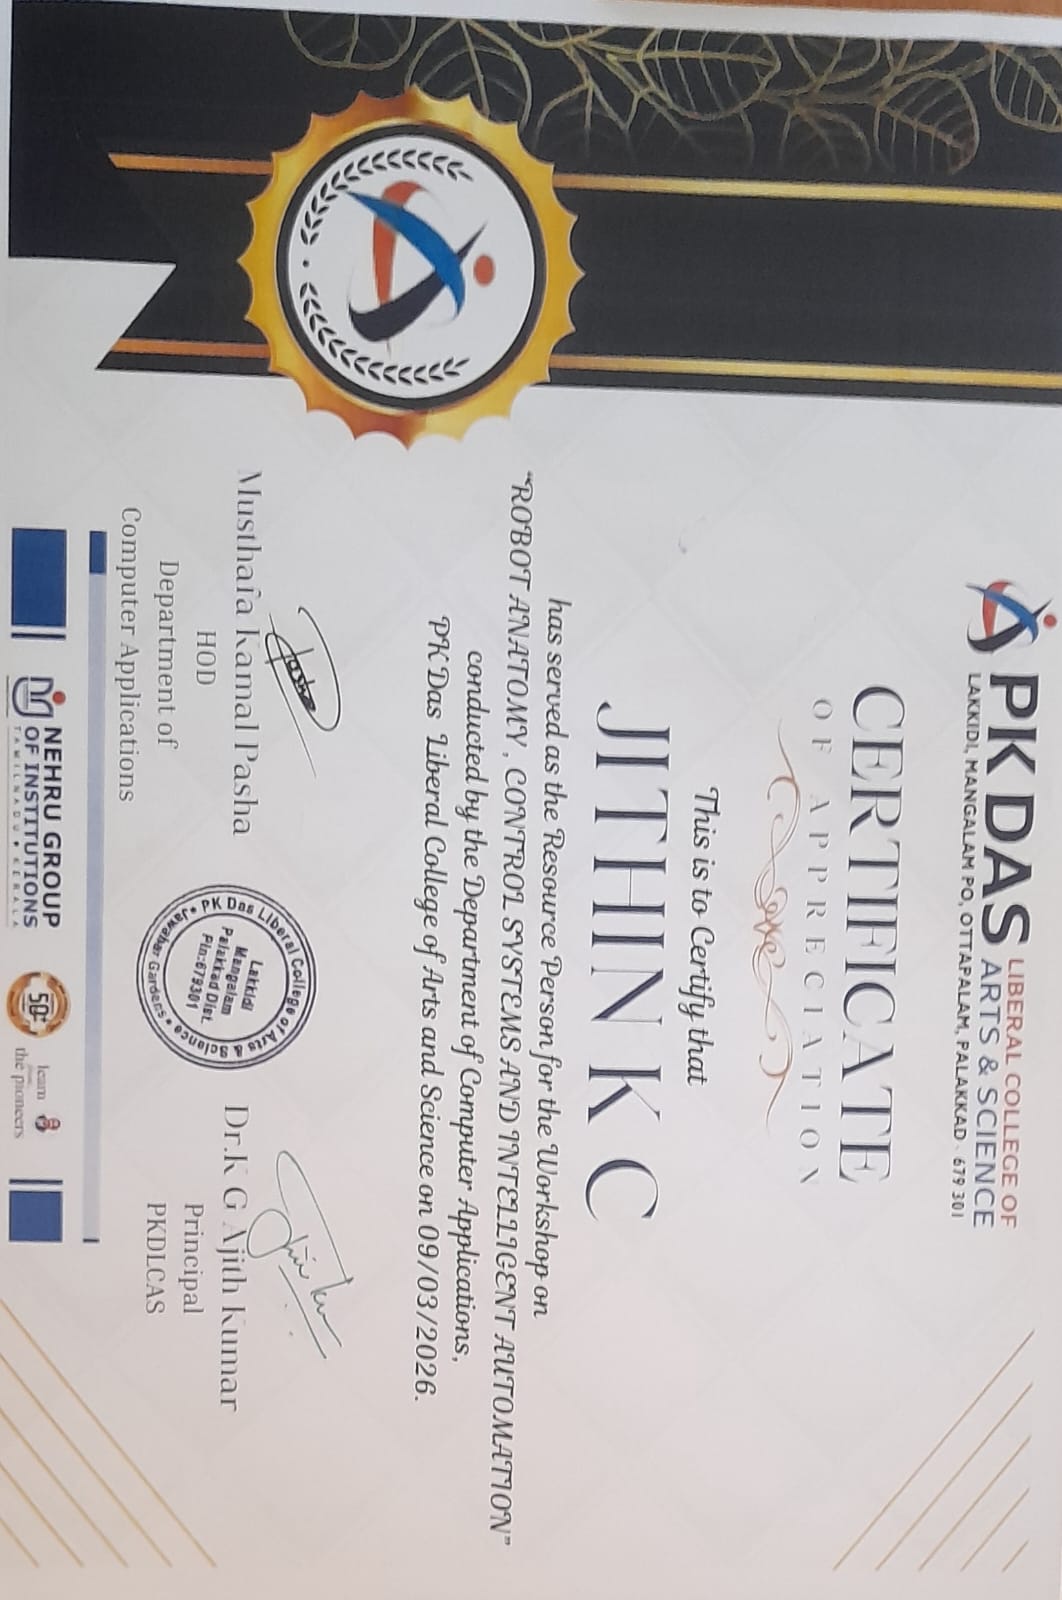 PK DAS LIBERAL COLLEGE OF
ARTS & SCIENCE
LAKKIDI, MANGALAM PO, OTTAPALAM, PALAKKAD - 679 301
CERTIFICATE
OF APPRECIATION
This is to Certify that
JITHIN K C
has served as the Resource Person for the Workshop on
"ROBOT ANATOMY, CONTROL SYSTEMS AND INTELLIGENT AUTOMATION"
conducted by the Department of Computer Applications,
PK Das Liberal College of Arts and Science on 09/03/2026.
Pasha
Musthafa Kamal Pasha
HOD
Department of
Computer Applications
PK Das Liberal College of Arts & Science
Jawahar Gardens
Lakkidi
Mangalam
Palakkad Dist.
Pin:679301
Dr.K G Ajith Kumar
Principal
PKDLCAS
NEHRU GROUP
OF INSTITUTIONS
TAMILNADU • KERALA
50+
learn
the pioneers